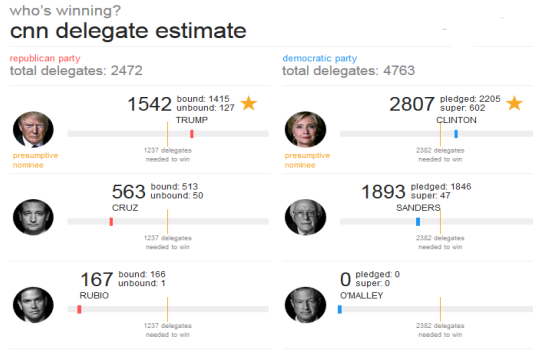 who's winning?
cnn delegate estimate
republican party
total delegates: 2472
1542 bound: 1415
unbound: 127
TRUMP
presumptive
nominee
1237 delegates
needed to win
563 bound: 513
unbound: 50
CRUZ
1237 delegates
needed to win
167 bound: 166
unbound: 1
RUBIO
1237 delegates
needed to win
democratic party
total delegates: 4763
2807 pledged: 2205
super: 602
CLINTON
presumptive
nominee
2382 delegates
needed to win
1893 pledged: 1846
super: 47
SANDERS
2382 delegates
needed to win
0 pledged: 0
super: 0
O'MALLEY
2382 delegates
needed to win